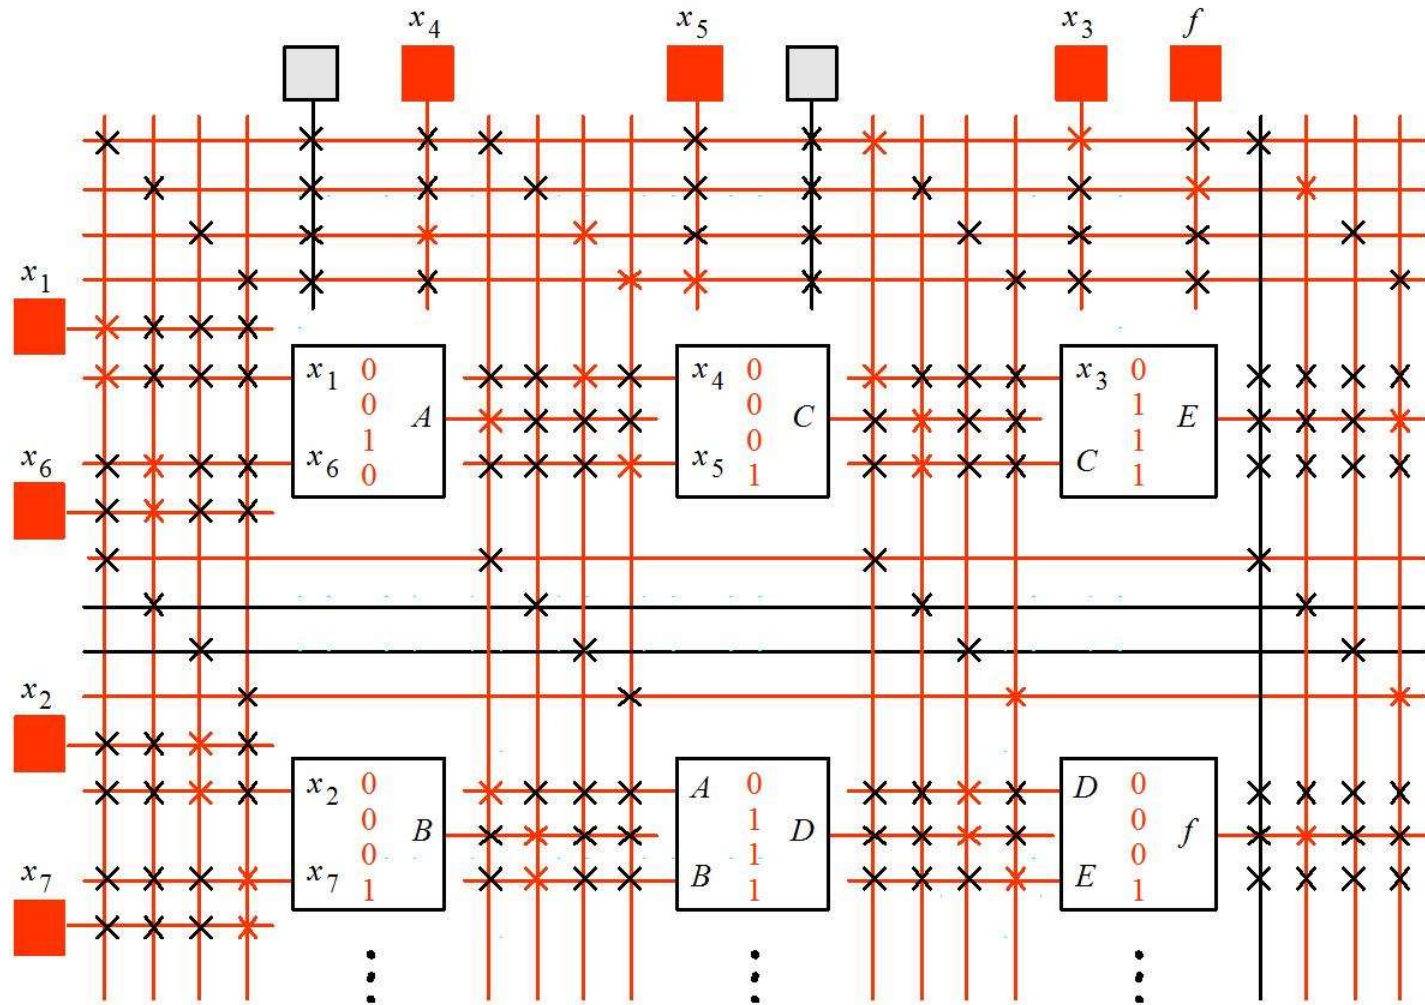 x4 x5 x3 f
x1
x1 0 x4 0 x3 0
0 0 1
A C E
1 0 1
x6 x6 0 x5 1 C 1
x2
x2 0 A 0 D 0
0 1 0
B D f
0 1 0
x7 x7 1 B 1 E 1